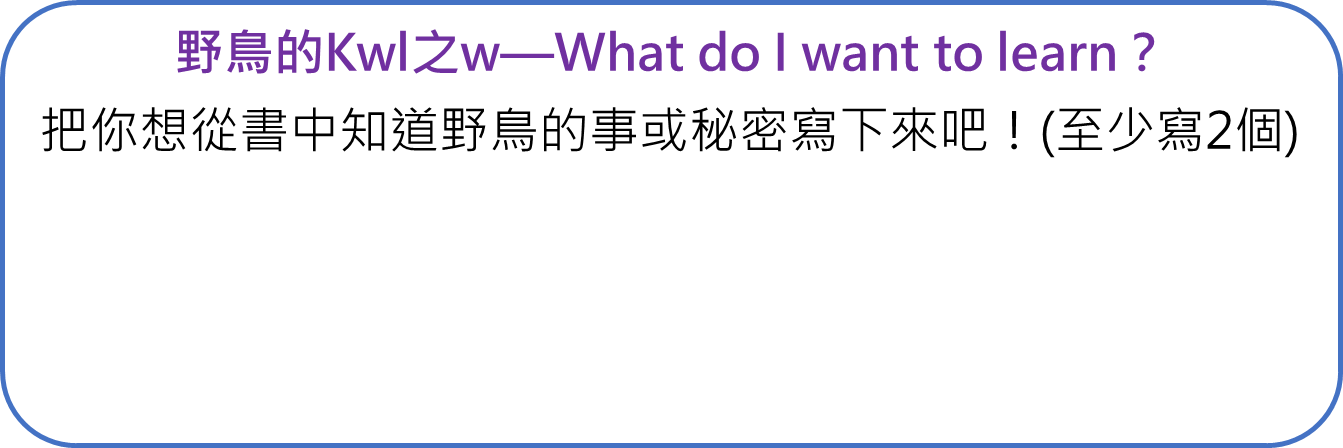 野鳥的Kwl之w—What do I want to learn？
把你想從書中知道野鳥的事或秘密寫下來吧！(至少寫2個)